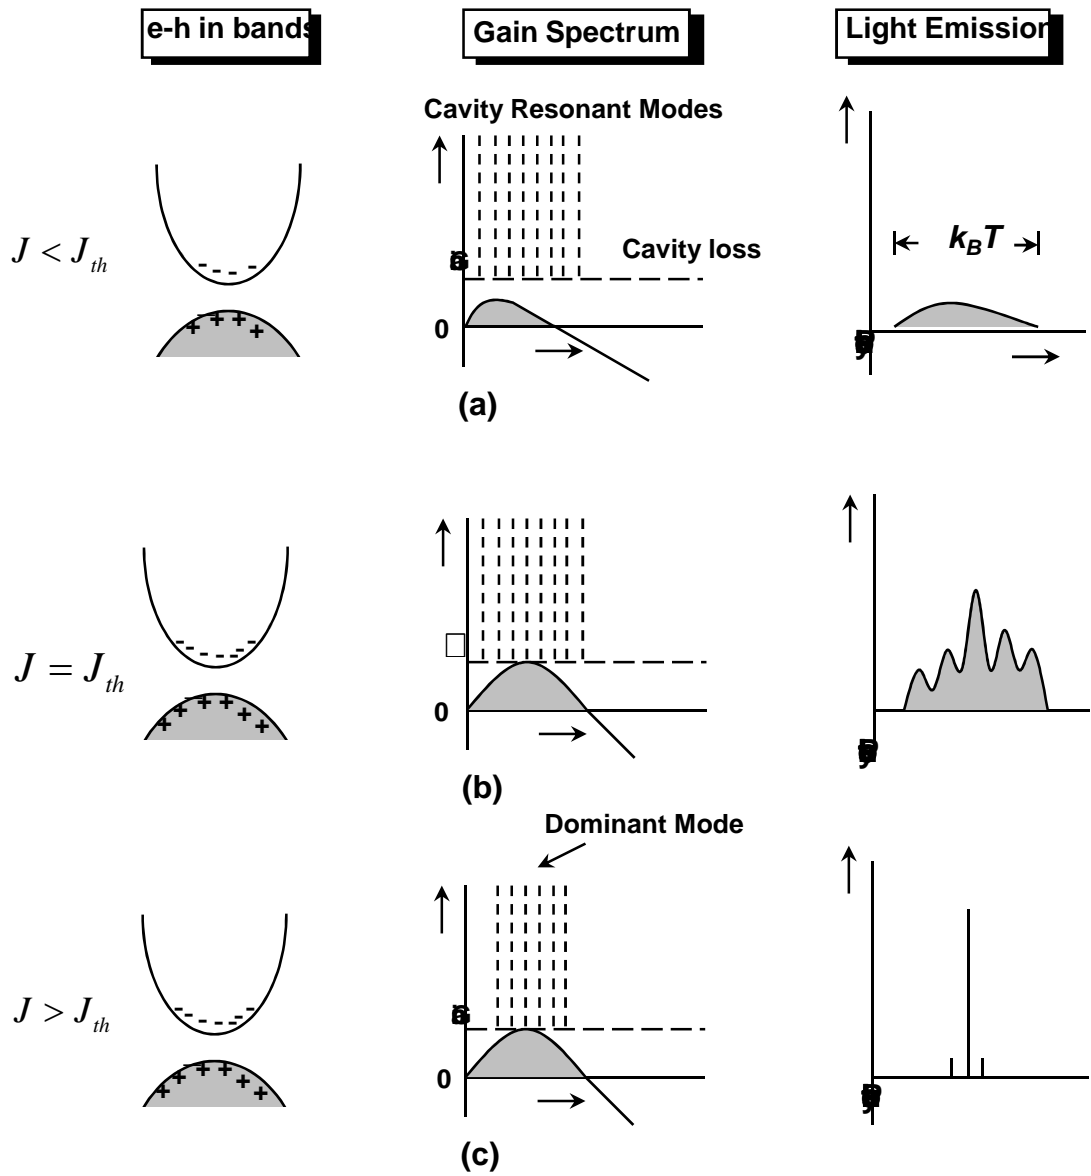 e-h in bands
Gain Spectrum
Light Emission
Cavity Resonant Modes
k_B T
J < J_th
Cavity loss
0
(a)
J = J_th
0
(b)
Dominant Mode
J > J_th
0
(c)